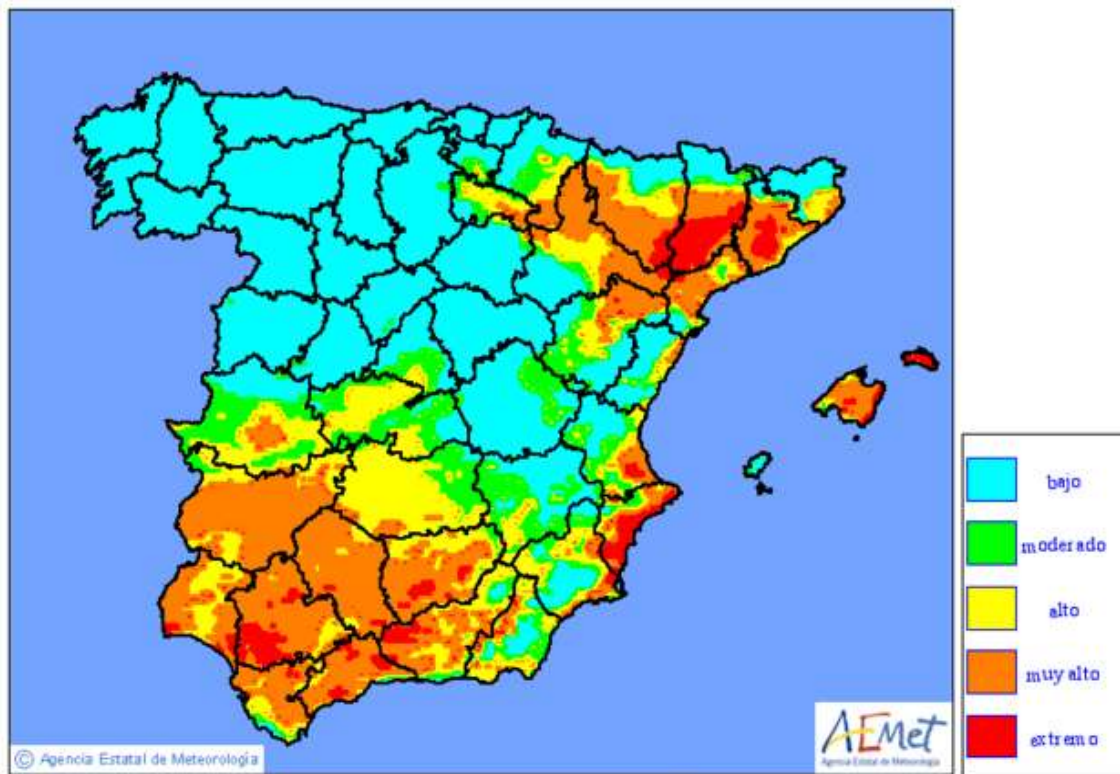 bajo
moderado
alto
muy alto
extremo
AEMet
Agencia Estatal de Meteorología
© Agencia Estatal de Meteorología